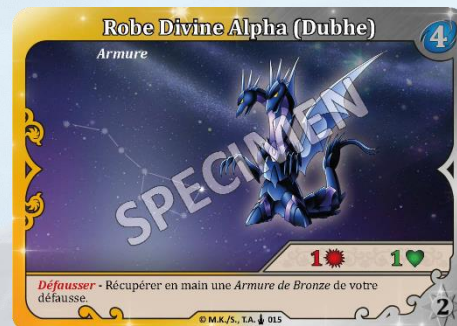 Robe Divine Alpha (Dubhe)
4
Armure
SPECIMEN
1 1
Défausser - Récupérer en main une Armure de Bronze de votre
défausse.
2
© M.K./S., T.A. 015